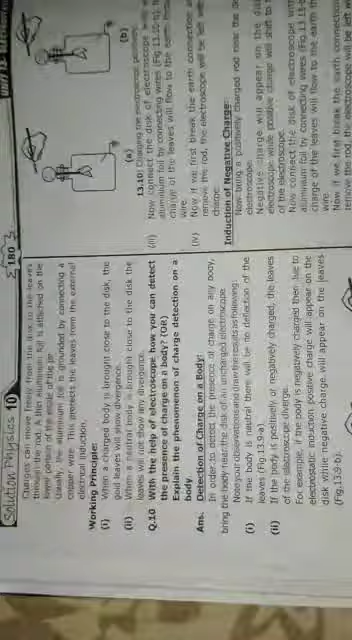 Solution Physics 10
180
Charges can move freely from the disk to the leaves
through the rod. A thin aluminium foil is attached on the
lower portion of the inside of the jar.
Usually, the aluminium foil is grounded by connecting a
copper wire. This protects the leaves from the external
electrical induction.
Working Principle:
(i) When a charged body is brought close to the disk, the
gold leaves will show divergence.
(ii) When a neutral body is brought close to the disk the
leaves will not show any divergence.
Q.10 With the help of electroscope how you can detect
the presence of charge on a body? (OR)
Explain the phenomenon of charge detection on a
body.
Ans. Detection of Charge on a Body:
In order to detect the presence of charge on any body,
bring the body near the disk of an uncharged electroscope.
Note your observations and draw the results as following:
(i) If the body is neutral there will be no deflection of the
leaves (Fig.13.9-a).
(ii) If the body is positively or negatively charged, the leaves
of the electroscope diverge.
For example, if the body is negatively charged then due to
electrostatic induction positive charge will appear on the
disk while negative charge will appear on the leaves
(Fig.13.9-b).
(a)
(b)
13.10: Charging the electroscope positively
(iii) Now connect the disk of electroscope with
aluminium foil by connecting wires
charge of the leaves will flow to the earth
wire.
(iv) Now if we first break the earth connection
remove the rod, the electroscope will be left
charge.
Induction of Negative Charge:
Now bring a positively charged rod near the
electroscope.
Negative charge will appear on the disk
electroscope while positive charge will shift to
of the electroscope.
Now connect the disk of electroscope with
aluminium foil by connecting wires
charge of the leaves will flow to the earth
wire.
Now if we first break the earth connection
remove the rod, the electroscope will be left